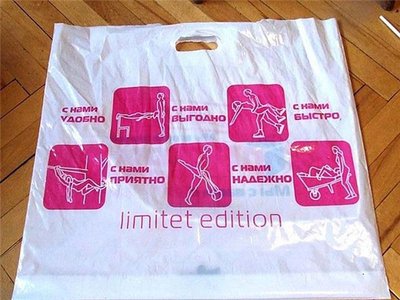 с нами
удобно
с нами
выгодно
с нами
быстро
с нами
приятно
с нами
надежно
limitet edition